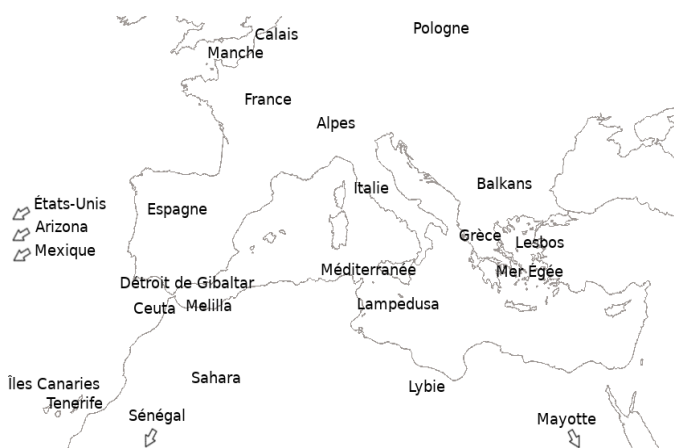 Calais
Pologne
Manche
France
Alpes
Italie
Balkans
États-Unis
Espagne
Arizona
Grèce
Lesbos
Mexique
Méditerranée
Mer Égée
Détroit de Gibaltar
Ceuta
Melilla
Lampedusa
Sahara
Îles Canaries
Lybie
Tenerife
Sénégal
Mayotte